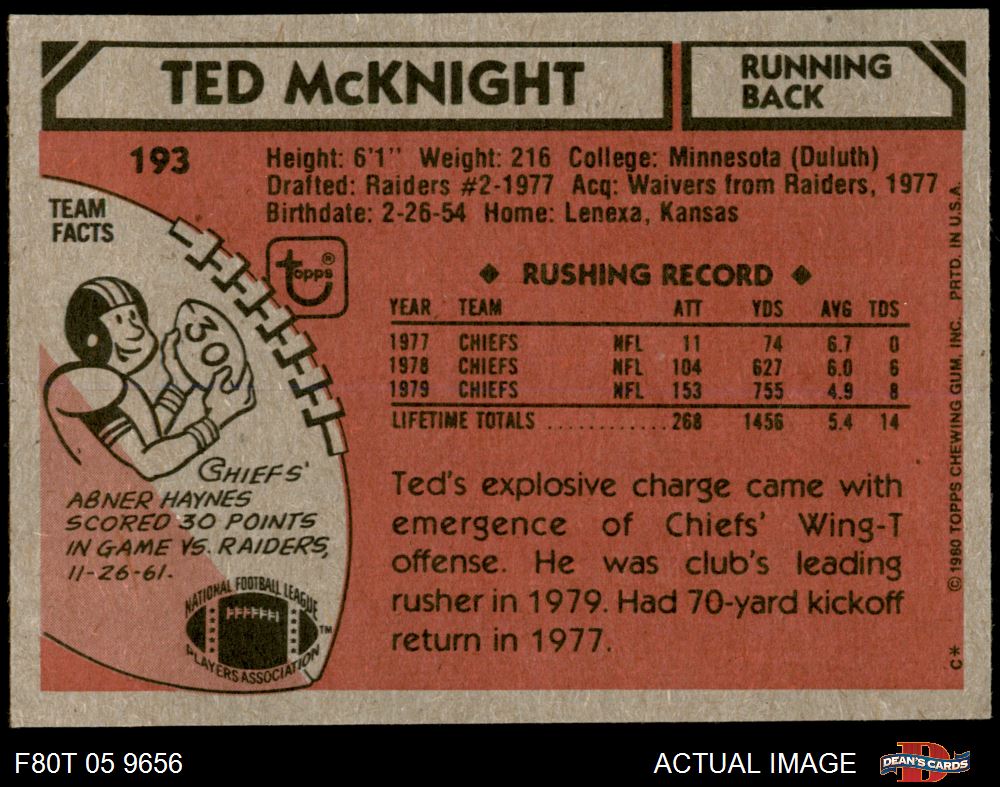 TED McKNIGHT
RUNNING
BACK
193
Height: 6'1" Weight: 216 College: Minnesota (Duluth)
Drafted: Raiders #2-1977 Acq: Waivers from Raiders, 1977
Birthdate: 2-26-54 Home: Lenexa, Kansas
TEAM
FACTS
topps®
30
◆ RUSHING RECORD ◆
YEAR TEAM ATT YDS AVG TDS
1977 CHIEFS NFL 11 74 6.7 0
1978 CHIEFS NFL 104 627 6.0 6
1979 CHIEFS NFL 153 755 4.9 8
LIFETIME TOTALS ............ 268 1456 5.4 14
CHIEFS'
ABNER HAYNES
SCORED 30 POINTS
IN GAME VS. RAIDERS,
11-26-61.
NATIONAL FOOTBALL LEAGUE
PLAYERS ASSOCIATION
TM
Ted's explosive charge came with
emergence of Chiefs' Wing-T
offense. He was club's leading
rusher in 1979. Had 70-yard kickoff
return in 1977.
C* © 1980 TOPPS CHEWING GUM, INC. PRTD. IN U.S.A.
F80T 05 9656
ACTUAL IMAGE
DEAN'S CARDS